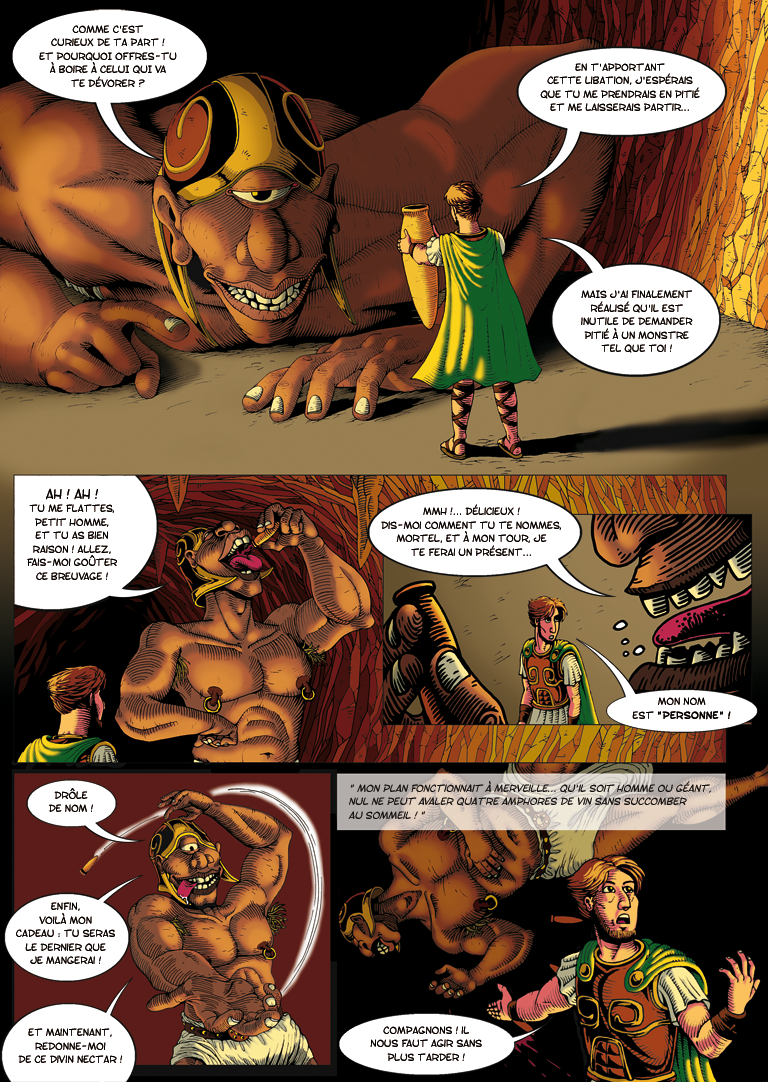 COMME C'EST
CURIEUX DE TA PART !
ET POURQUOI OFFRES-TU
À BOIRE À CELUI QUI VA
TE DÉVORER ?
EN T'APPORTANT
CETTE LIBATION, J'ESPÉRAIS
QUE TU ME PRENDRAIS EN PITIÉ
ET ME LAISSERAIS PARTIR...
MAIS J'AI FINALEMENT
RÉALISÉ QU'IL EST
INUTILE DE DEMANDER
PITIÉ À UN MONSTRE
TEL QUE TOI !
AH ! AH !
TU ME FLATTES,
PETIT HOMME,
ET TU AS BIEN
RAISON ! ALLEZ,
FAIS-MOI GOÛTER
CE BREUVAGE !
MMH !... DÉLICIEUX !
DIS-MOI COMMENT TU TE NOMMES,
MORTEL, ET À MON TOUR, JE
TE FERAI UN PRÉSENT...
MON NOM
EST "PERSONNE" !
DRÔLE
DE NOM !
ENFIN,
VOILÀ MON
CADEAU : TU SERAS
LE DERNIER QUE
JE MANGERAI !
ET MAINTENANT,
REDONNE-MOI
DE CE DIVIN NECTAR !
" MON PLAN FONCTIONNAIT À MERVEILLE... QU'IL SOIT HOMME OU GÉANT,
NUL NE PEUT AVALER QUATRE AMPHORES DE VIN SANS SUCCOMBER
AU SOMMEIL ! "
COMPAGNONS ! IL
NOUS FAUT AGIR SANS
PLUS TARDER !